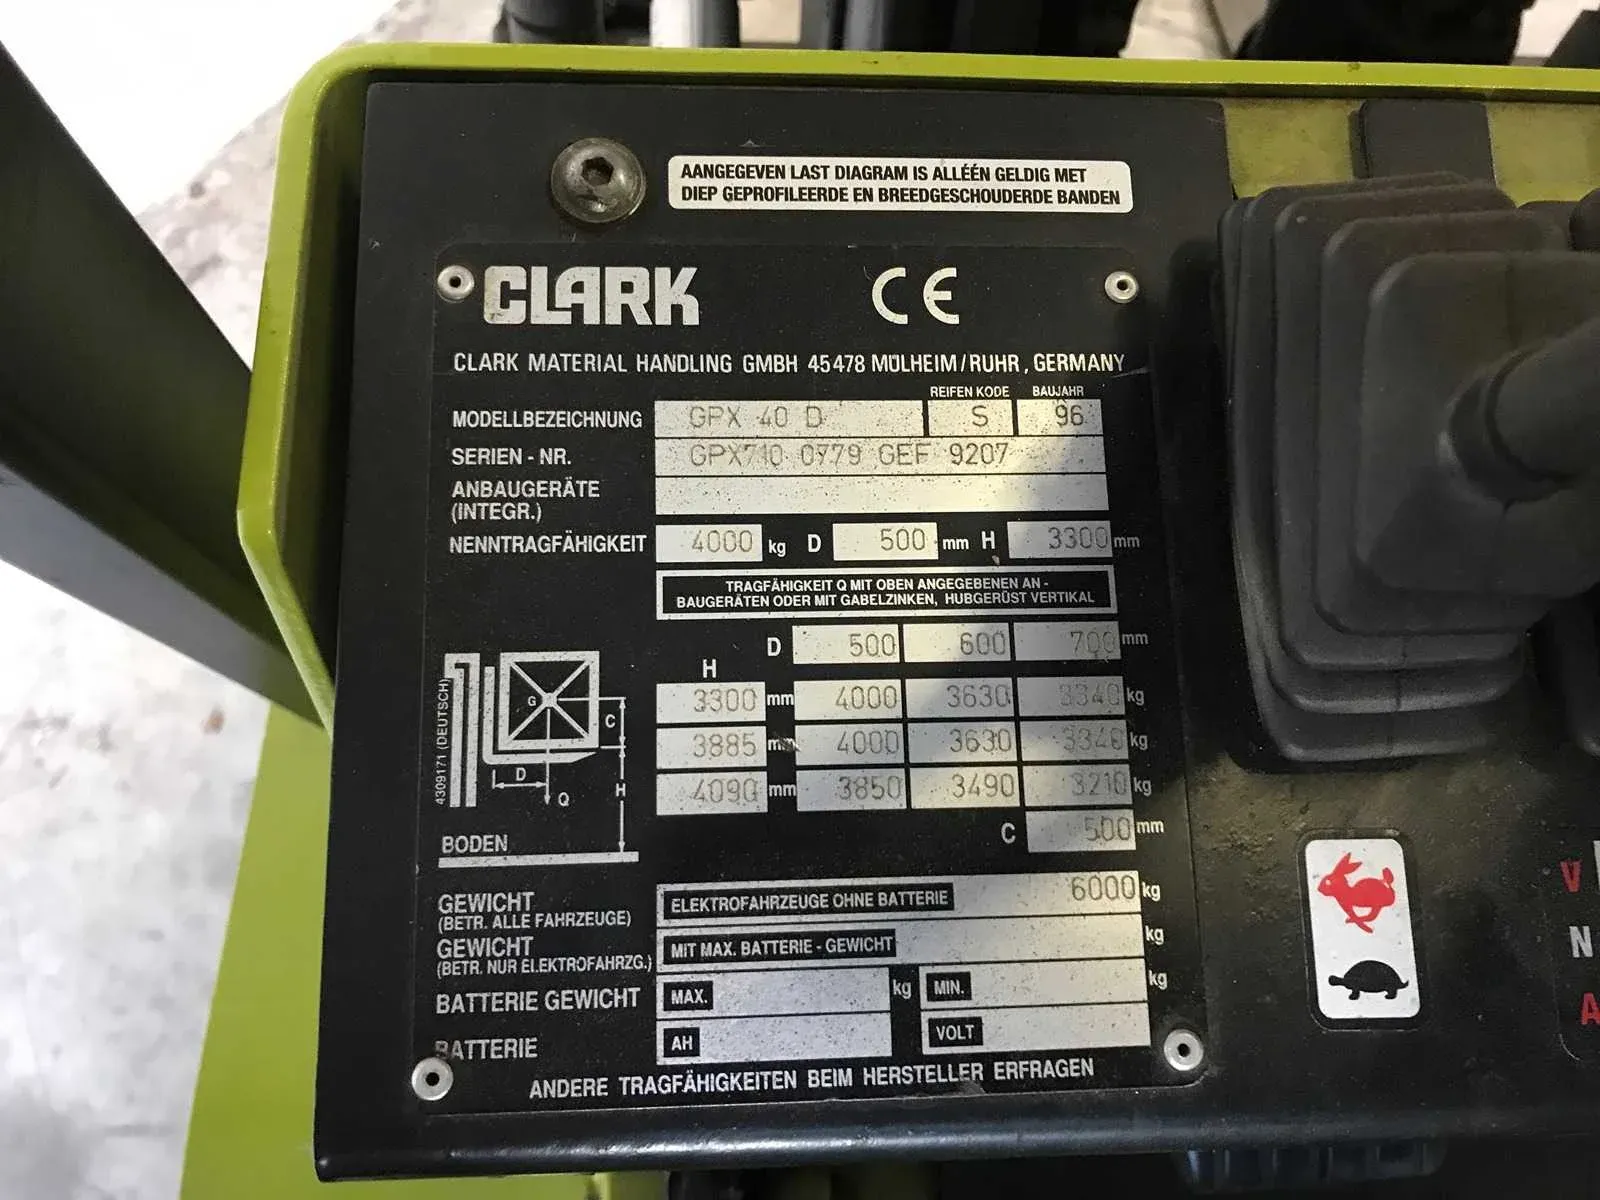 AANGEGEVEN LAST DIAGRAM IS ALLÉÉN GELDIG MET
DIEP GEPROFILEERDE EN BREEDGESCHOUDERDE BANDEN
CLARK CE
CLARK MATERIAL HANDLING GMBH 45478 MÜLHEIM/RUHR, GERMANY
REIFEN KODE BAUJAHR
MODELLBEZEICHNUNG GPX 40 D S 96
SERIEN - NR. GPX710 0779 GEF 9207
ANBAUGERÄTE
(INTEGR.)
NENNTRAGFÄHIGKEIT 4000 kg D 500 mm H 3300 mm
TRAGFÄHIGKEIT Q MIT OBEN ANGEGEBENEN AN -
BAUGERÄTEN ODER MIT GABELZINKEN, HUBGERÜST VERTIKAL
D 500 600 700 mm
H
3300 mm 4000 3630 3340 kg
3885 mm 4000 3630 3340 kg
4090 mm 3850 3490 3210 kg
C 500 mm
4309171 (DEUTSCH)
G
C
D
H
Q
BODEN
GEWICHT
(BETR. ALLE FAHRZEUGE)
ELEKTROFAHRZEUGE OHNE BATTERIE 6000 kg
GEWICHT
(BETR. NUR ELEKTROFAHRZG.)
MIT MAX. BATTERIE - GEWICHT kg
BATTERIE GEWICHT MAX. kg MIN. kg
BATTERIE AH VOLT
ANDERE TRAGFÄHIGKEITEN BEIM HERSTELLER ERFRAGEN
V
N
A